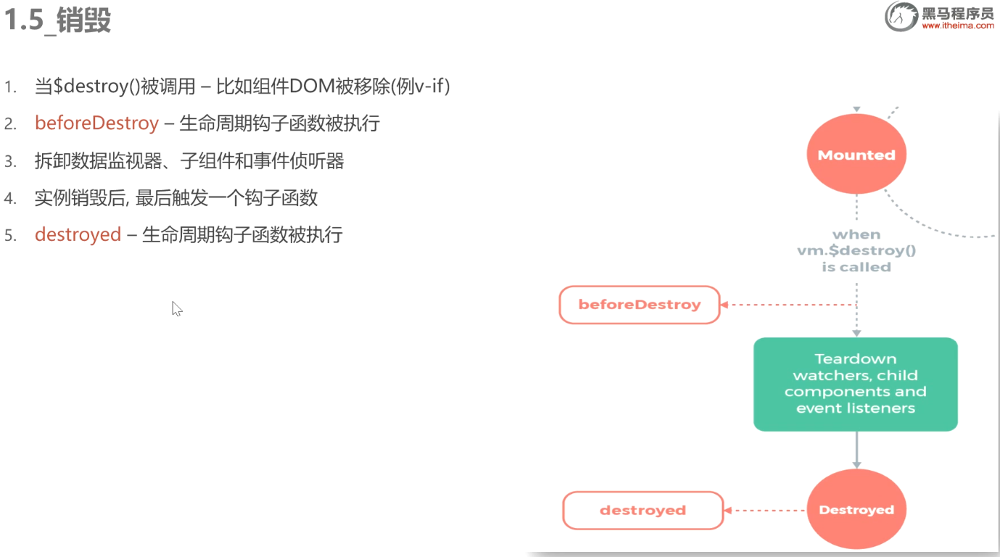 1.5_销毁
黑马程序员
www.itheima.com
1. 当$destroy()被调用 – 比如组件DOM被移除(例v-if)
2. beforeDestroy – 生命周期钩子函数被执行
3. 拆卸数据监视器、子组件和事件侦听器
4. 实例销毁后, 最后触发一个钩子函数
5. destroyed – 生命周期钩子函数被执行
Mounted
when
vm.$destroy()
is called
beforeDestroy
Teardown
watchers, child
components and
event listeners
destroyed
Destroyed